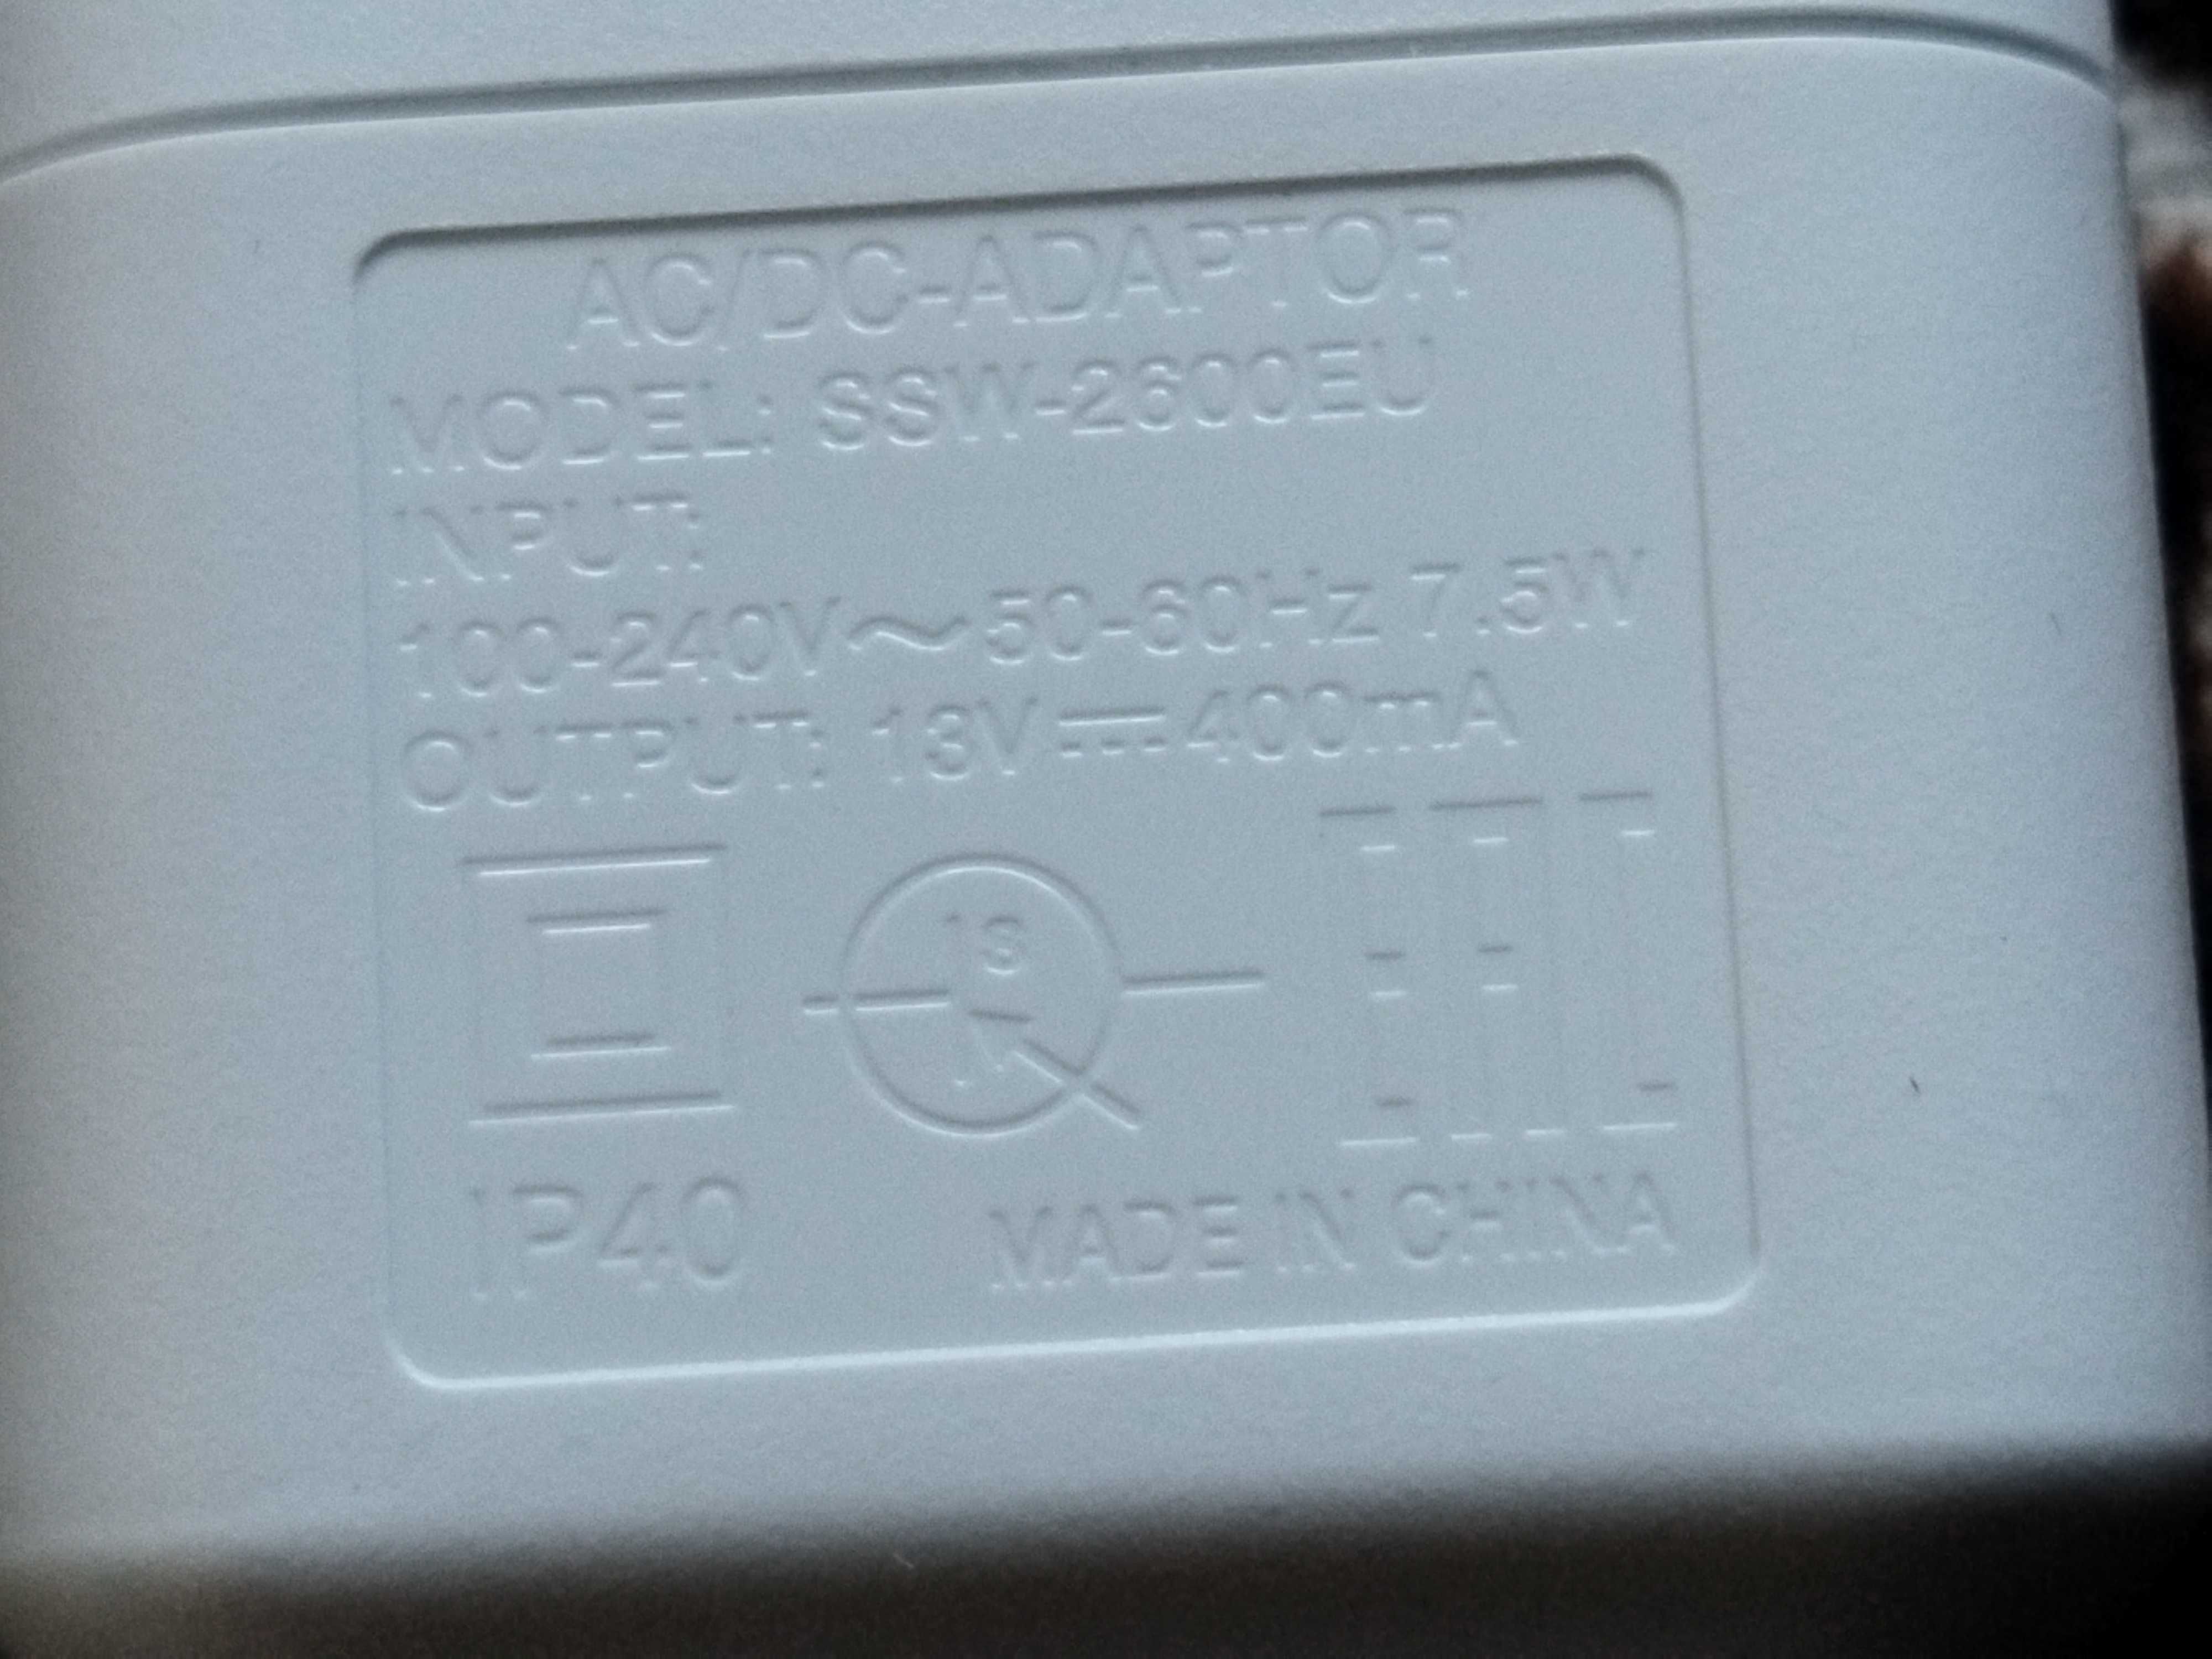 AC/DC-ADAPTOR
MODEL: SSW-2600EU
INPUT:
100-240V～50-60Hz 7.5W
OUTPUT: 13V⎓400mA
13
IP40
MADE IN CHINA